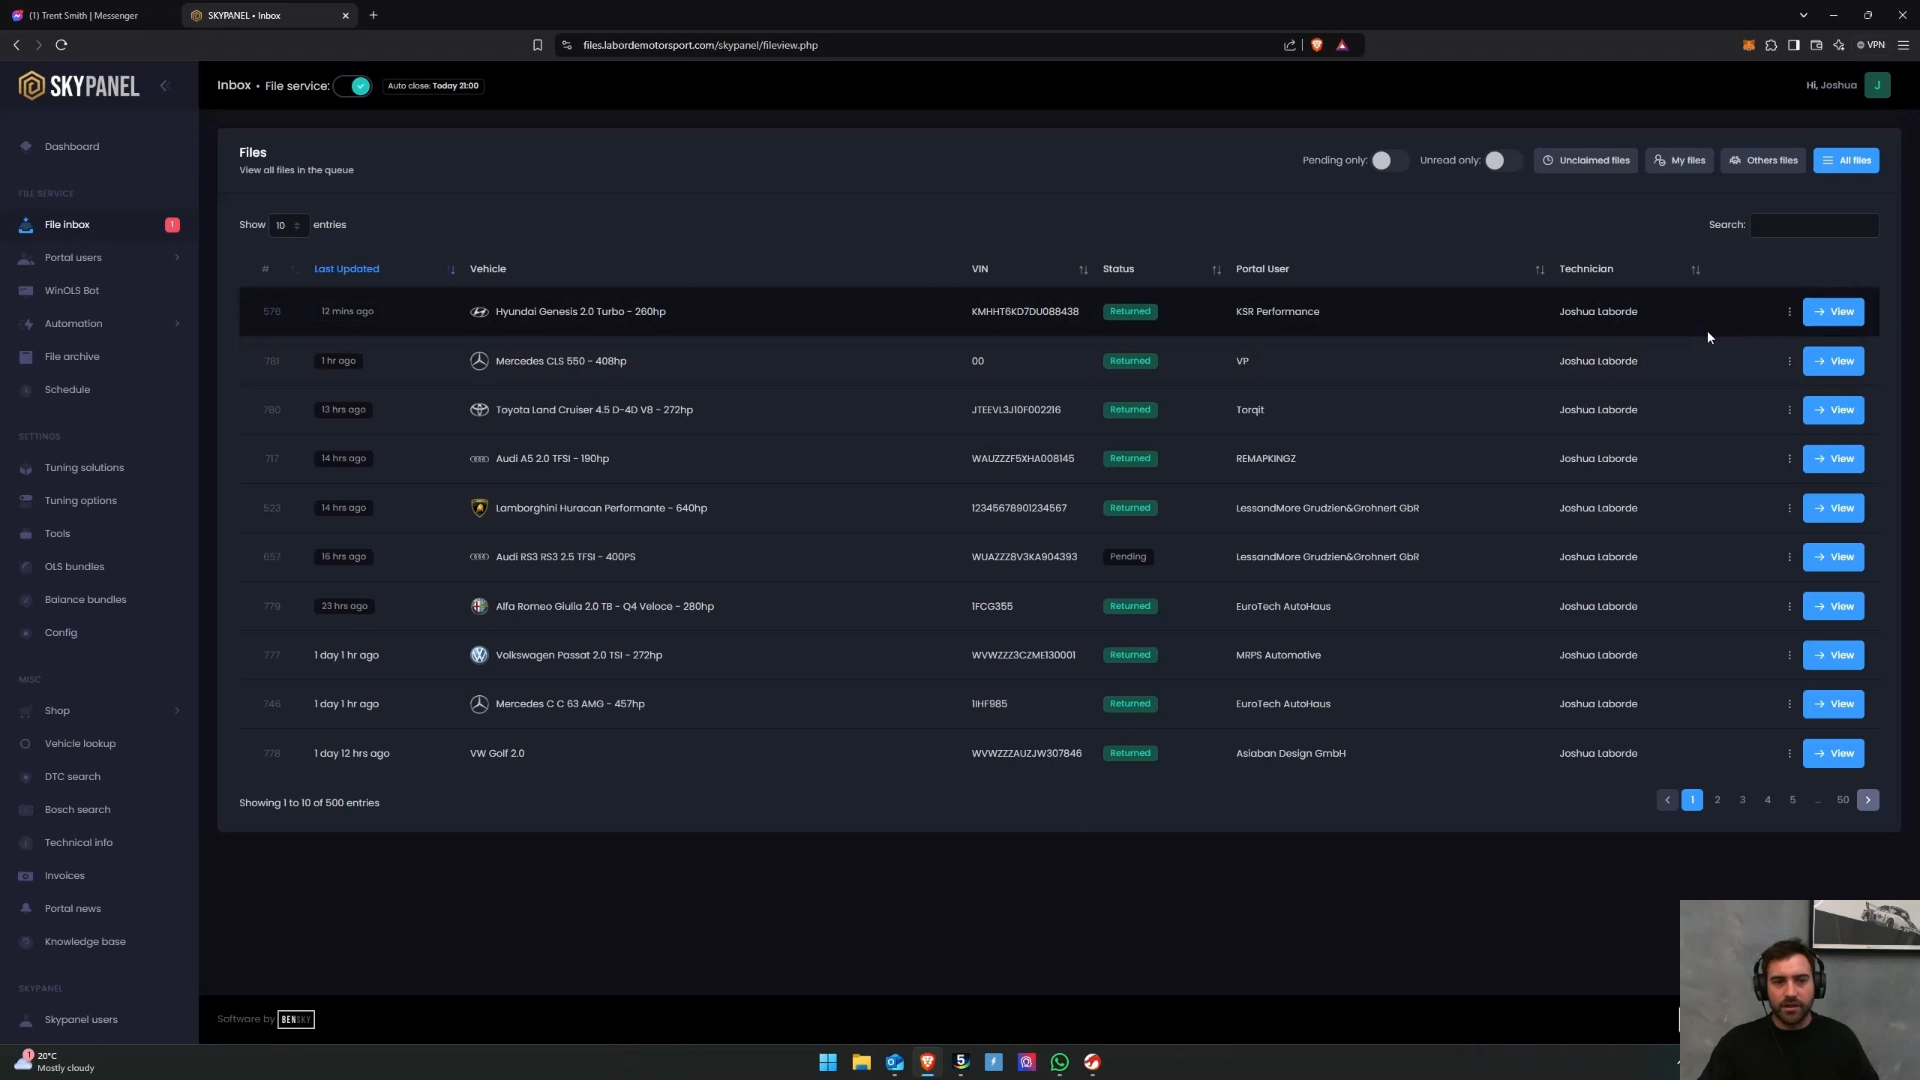 (1) Trent Smith | Messenger
SKYPANEL • Inbox
files.labordemotorsport.com/skypanel/fileview.php
VPN
SKYPANEL
Inbox • File service:
Auto close: Today 21:00
Hi, Joshua
J
Dashboard
FILE SERVICE
File inbox
1
Portal users
WinOLS Bot
Automation
File archive
Schedule
SETTINGS
Tuning solutions
Tuning options
Tools
OLS bundles
Balance bundles
Config
MISC
Shop
Vehicle lookup
DTC search
Bosch search
Technical info
Invoices
Portal news
Knowledge base
SKYPANEL
Skypanel users
Files
View all files in the queue
Pending only:
Unread only:
Unclaimed files
My files
Others files
All files
Show 10 entries
Search:
# Last Updated Vehicle VIN Status Portal User Technician
576 12 mins ago Hyundai Genesis 2.0 Turbo - 260hp KMHHT6KD7DU088438 Returned KSR Performance Joshua Laborde View
781 1 hr ago Mercedes CLS 550 - 408hp 00 Returned VP Joshua Laborde View
780 13 hrs ago Toyota Land Cruiser 4.5 D-4D V8 - 272hp JTEEVL3J10F002216 Returned Torqit Joshua Laborde View
717 14 hrs ago Audi A5 2.0 TFSI - 190hp WAUZZZF5XHA008145 Returned REMAPKINGZ Joshua Laborde View
523 14 hrs ago Lamborghini Huracan Performante - 640hp 12345678901234567 Returned LessandMore Grudzien&Grohnert GbR Joshua Laborde View
657 16 hrs ago Audi RS3 RS3 2.5 TFSI - 400PS WUAZZZ8V3KA904393 Pending LessandMore Grudzien&Grohnert GbR Joshua Laborde View
779 23 hrs ago Alfa Romeo Giulia 2.0 TB - Q4 Veloce - 280hp 1FCG355 Returned EuroTech AutoHaus Joshua Laborde View
777 1 day 1 hr ago Volkswagen Passat 2.0 TSI - 272hp WVWZZZ3CZME130001 Returned MRPS Automotive Joshua Laborde View
746 1 day 1 hr ago Mercedes C C 63 AMG - 457hp 1IHF985 Returned EuroTech AutoHaus Joshua Laborde View
778 1 day 12 hrs ago VW Golf 2.0 WVWZZZAUZJW307846 Returned Asiaban Design GmbH Joshua Laborde View
Showing 1 to 10 of 500 entries
1 2 3 4 5 ... 50
Software by BENSKY
1
20°C
Mostly cloudy